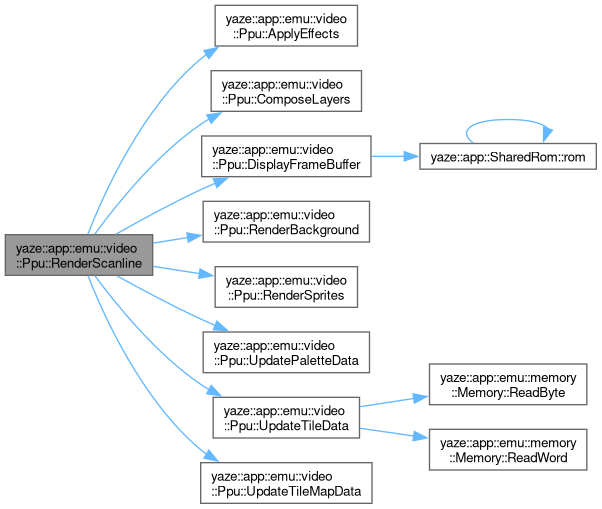 yaze::app::emu::video
::Ppu::ApplyEffects
yaze::app::emu::video
::Ppu::ComposeLayers
yaze::app::emu::video
::Ppu::DisplayFrameBuffer
yaze::app::SharedRom::rom
yaze::app::emu::video
::Ppu::RenderScanline
yaze::app::emu::video
::Ppu::RenderBackground
yaze::app::emu::video
::Ppu::RenderSprites
yaze::app::emu::video
::Ppu::UpdatePaletteData
yaze::app::emu::video
::Ppu::UpdateTileData
yaze::app::emu::memory
::Memory::ReadByte
yaze::app::emu::memory
::Memory::ReadWord
yaze::app::emu::video
::Ppu::UpdateTileMapData